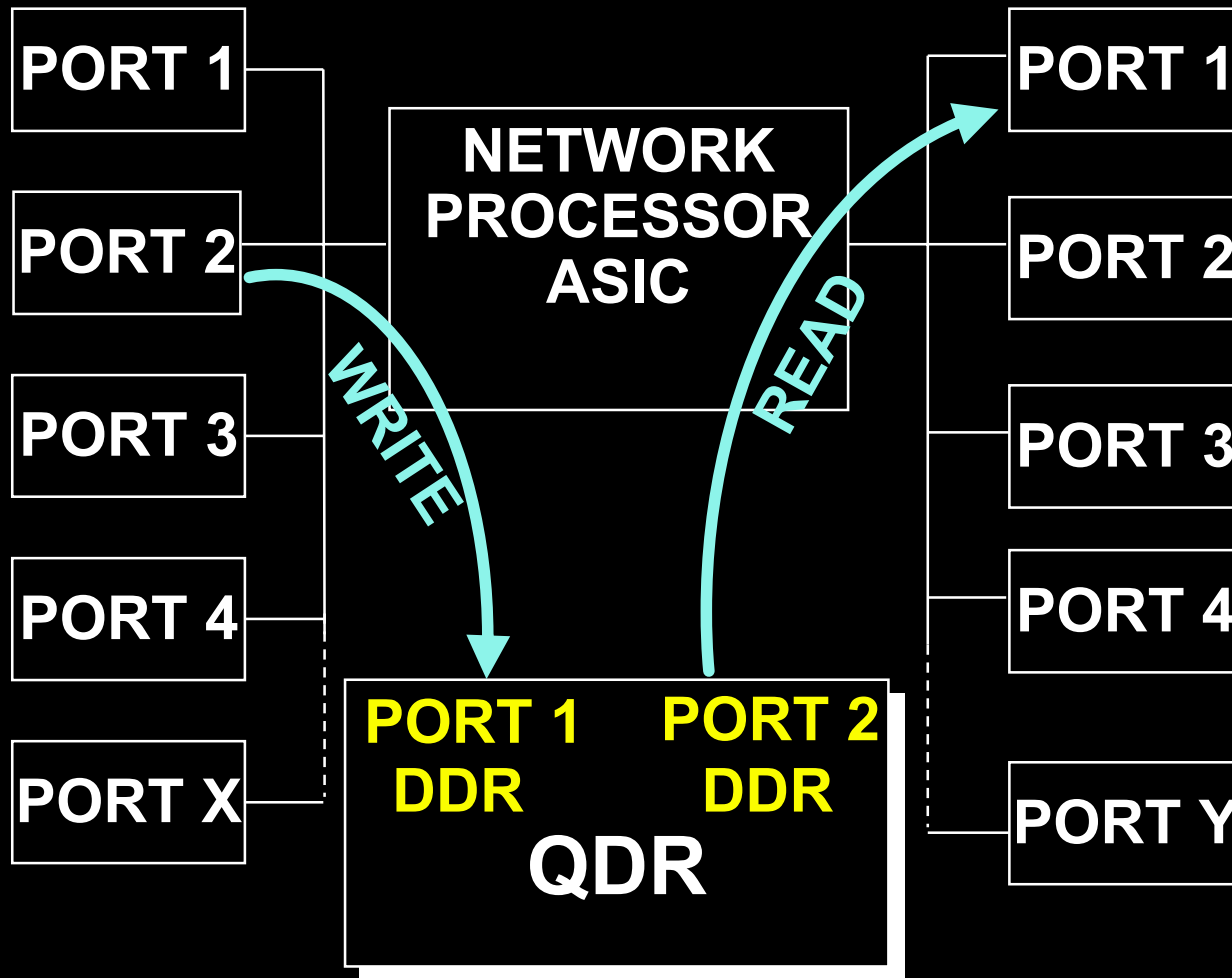 PORT 1
PORT 2
PORT 3
PORT 4
PORT X
NETWORK
PROCESSOR
ASIC
WRITE
READ
PORT 1
DDR
PORT 2
DDR
QDR
PORT 1
PORT 2
PORT 3
PORT 4
PORT Y